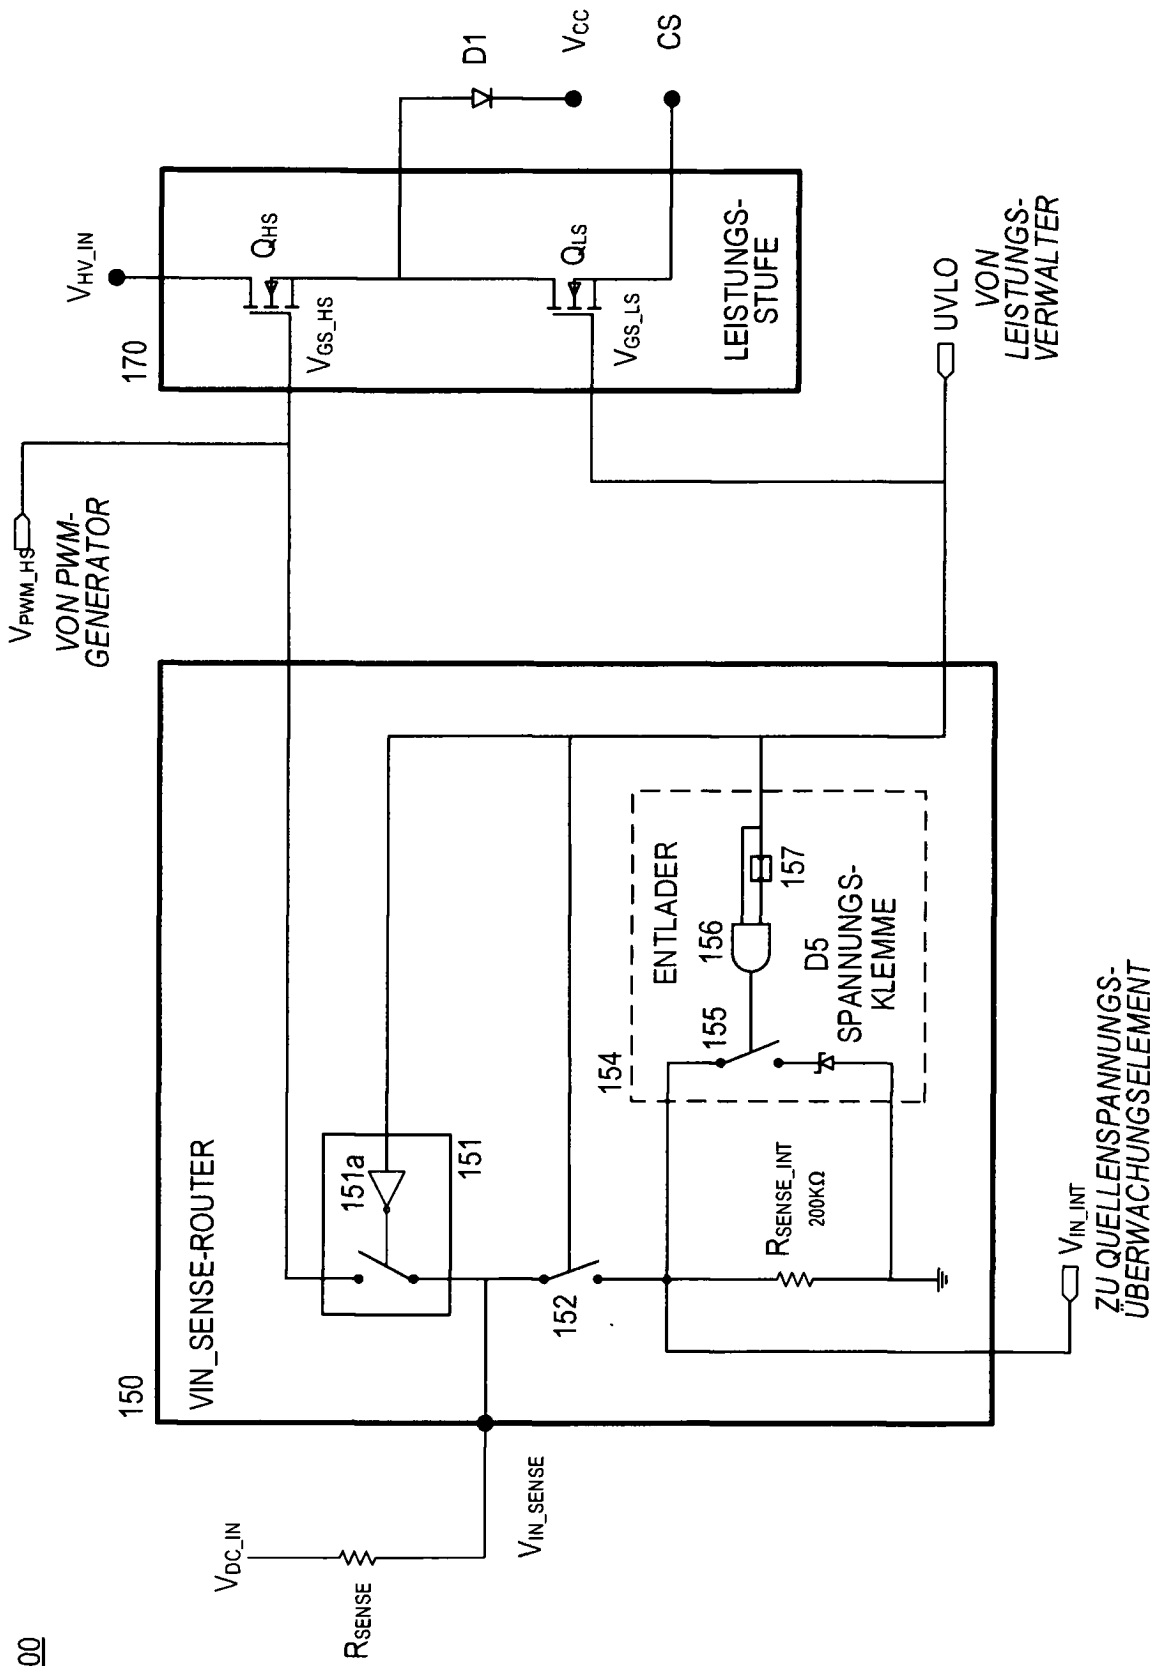 00
V_DC_IN
R_SENSE
V_IN_SENSE
150
VIN_SENSE-ROUTER
151a
151
152
R_SENSE_INT
200KΩ
154
155
ENTLADER
156
157
D5
SPANNUNGS-
KLEMME
V_IN_INT
ZU QUELLENSPANNUNGS-
ÜBERWACHUNGSELEMENT
V_PWM_HS
VON PWM-
GENERATOR
170
V_HV_IN
Q_HS
V_GS_HS
Q_LS
V_GS_LS
LEISTUNGS-
STUFE
D1
V_CC
CS
UVLO
VON
LEISTUNGS-
VERWALTER